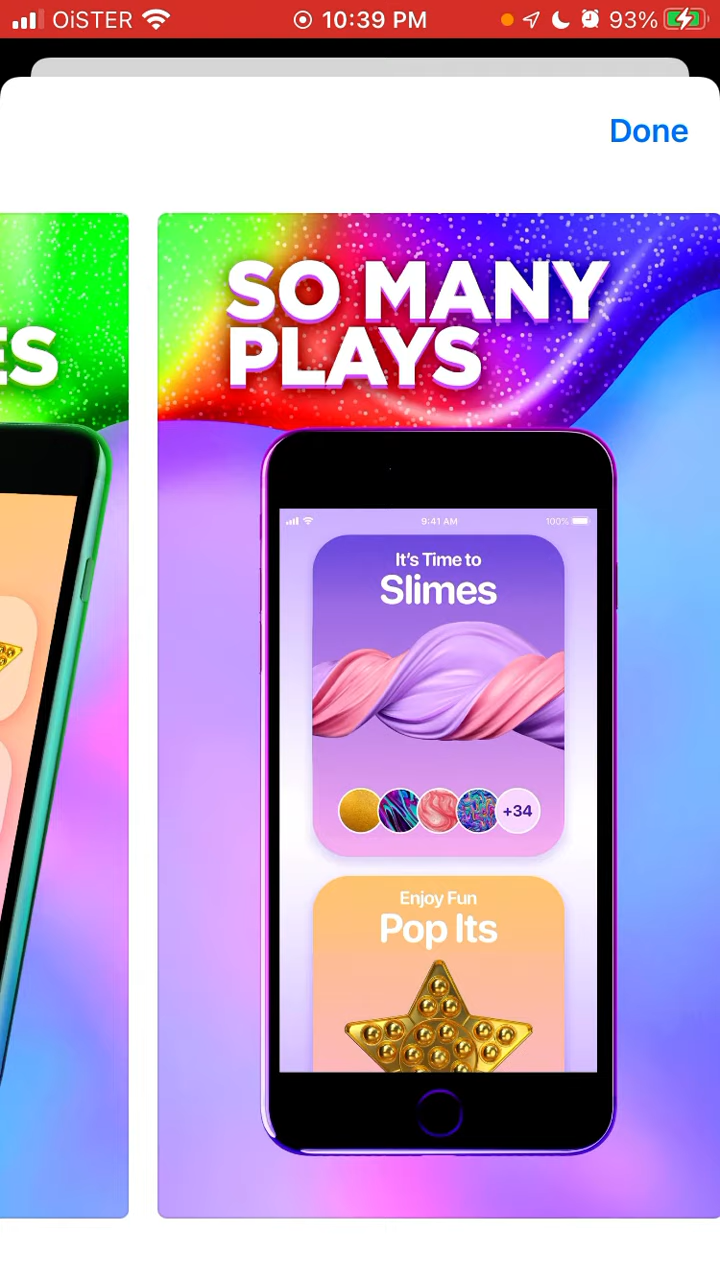 OiSTER
10:39 PM
93%
Done
ES
SO MANY
PLAYS
9:41 AM
100%
It's Time to
Slimes
+34
Enjoy Fun
Pop Its